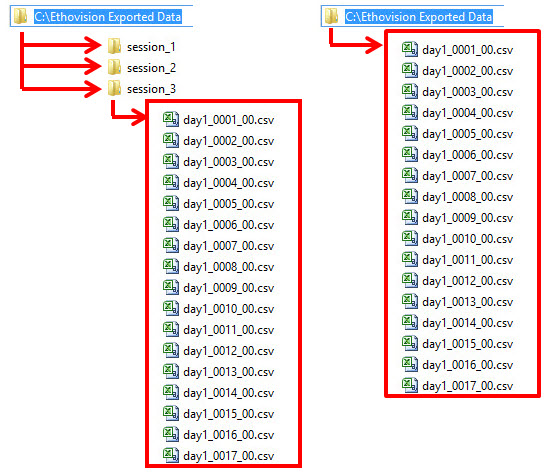 C:\Ethovision Exported Data
session_1
session_2
session_3
day1_0001_00.csv
day1_0002_00.csv
day1_0003_00.csv
day1_0004_00.csv
day1_0005_00.csv
day1_0006_00.csv
day1_0007_00.csv
day1_0008_00.csv
day1_0009_00.csv
day1_0010_00.csv
day1_0011_00.csv
day1_0012_00.csv
day1_0013_00.csv
day1_0014_00.csv
day1_0015_00.csv
day1_0016_00.csv
day1_0017_00.csv
C:\Ethovision Exported Data
day1_0001_00.csv
day1_0002_00.csv
day1_0003_00.csv
day1_0004_00.csv
day1_0005_00.csv
day1_0006_00.csv
day1_0007_00.csv
day1_0008_00.csv
day1_0009_00.csv
day1_0010_00.csv
day1_0011_00.csv
day1_0012_00.csv
day1_0013_00.csv
day1_0014_00.csv
day1_0015_00.csv
day1_0016_00.csv
day1_0017_00.csv